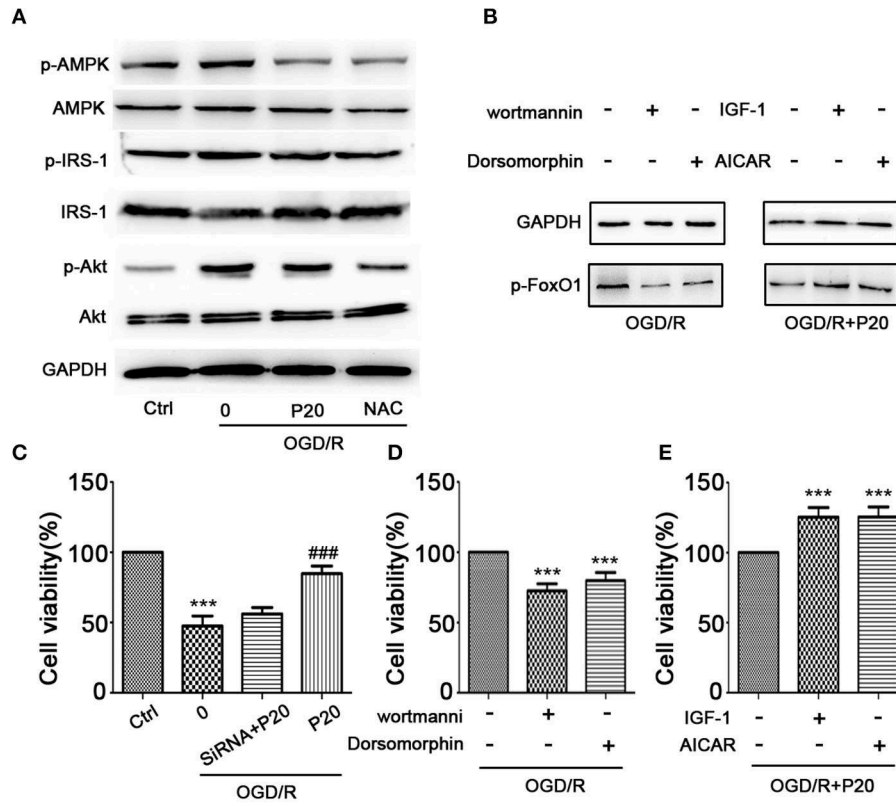 A
p-AMPK
AMPK
p-IRS-1
IRS-1
p-Akt
Akt
GAPDH
Ctrl 0 P20 NAC
OGD/R
B
wortmannin - + - IGF-1 - + -
Dorsomorphin - - + AICAR - - +
GAPDH
p-FoxO1
OGD/R OGD/R+P20
C
Cell viability(%)
150
100
50
0
***
###
Ctrl 0 SiRNA+P20 P20
OGD/R
D
Cell viability(%)
150
100
50
0
*** ***
wortmanni - + -
Dorsomorphin - - +
OGD/R
E
Cell viability(%)
150
100
50
0
*** ***
IGF-1 - + -
AICAR - - +
OGD/R+P20